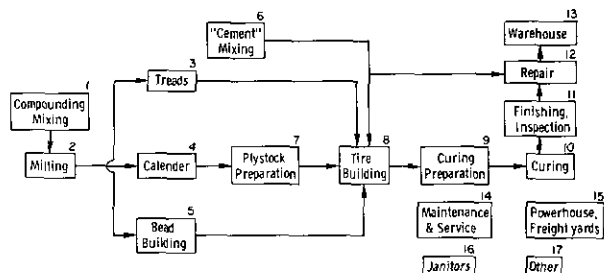 6
"Cement"
Mixing
13
Warehouse
3
Treads
12
Repair
1
Compounding
Mixing
11
Finishing,
Inspection
2
Milling
4
Calender
7
Plystock
Preparation
8
Tire
Building
9
Curing
Preparation
10
Curing
5
Bead
Building
14
Maintenance
& Service
15
Powerhouse,
Freight yards
16
Janitors
17
Other